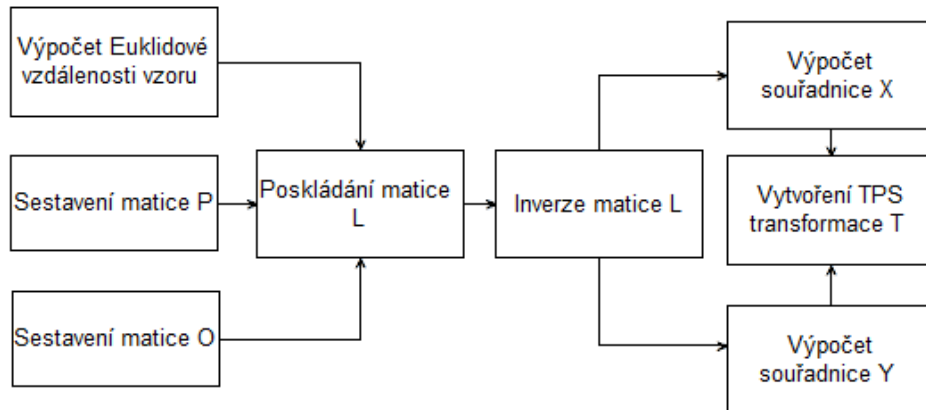 Výpočet Euklidové
vzdálenosti vzoru
Sestavení matice P
Sestavení matice O
Poskládání matice
L
Inverze matice L
Výpočet
souřadnice X
Vytvoření TPS
transformace T
Výpočet
souřadnice Y